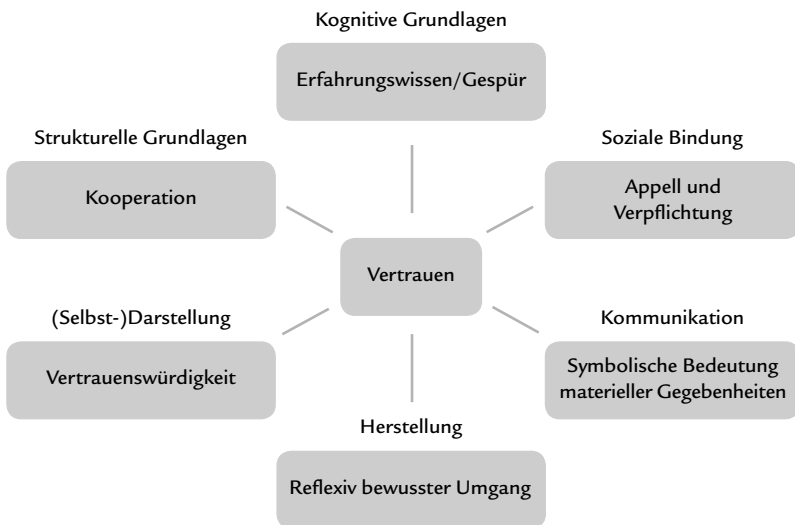 Kognitive Grundlagen
Erfahrungswissen/Gespür
Strukturelle Grundlagen
Kooperation
Soziale Bindung
Appell und
Verpflichtung
Vertrauen
(Selbst-)Darstellung
Vertrauenswürdigkeit
Kommunikation
Symbolische Bedeutung
materieller Gegebenheiten
Herstellung
Reflexiv bewusster Umgang